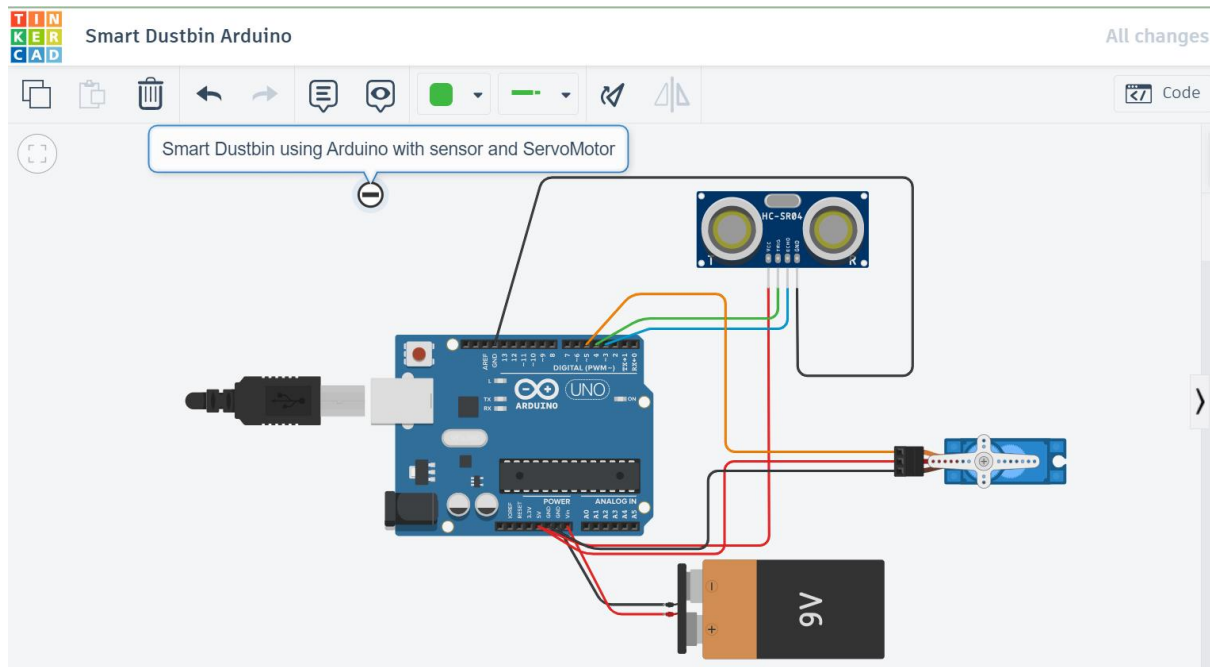 TIN
KER
CAD
Smart Dustbin Arduino
All changes
Code
Smart Dustbin using Arduino with sensor and ServoMotor
HC-SR04
VCC
TRIG
ECHO
GND
T
R
AREF
GND
13
12
~11
~10
~9
8
7
~6
~5
4
~3
2
TX→1
RX←0
DIGITAL (PWM~)
L
TX
RX
ARDUINO
UNO
ON
POWER
ANALOG IN
IOREF
RESET
3.3V
5V
GND
GND
Vin
A0
A1
A2
A3
A4
A5
9V